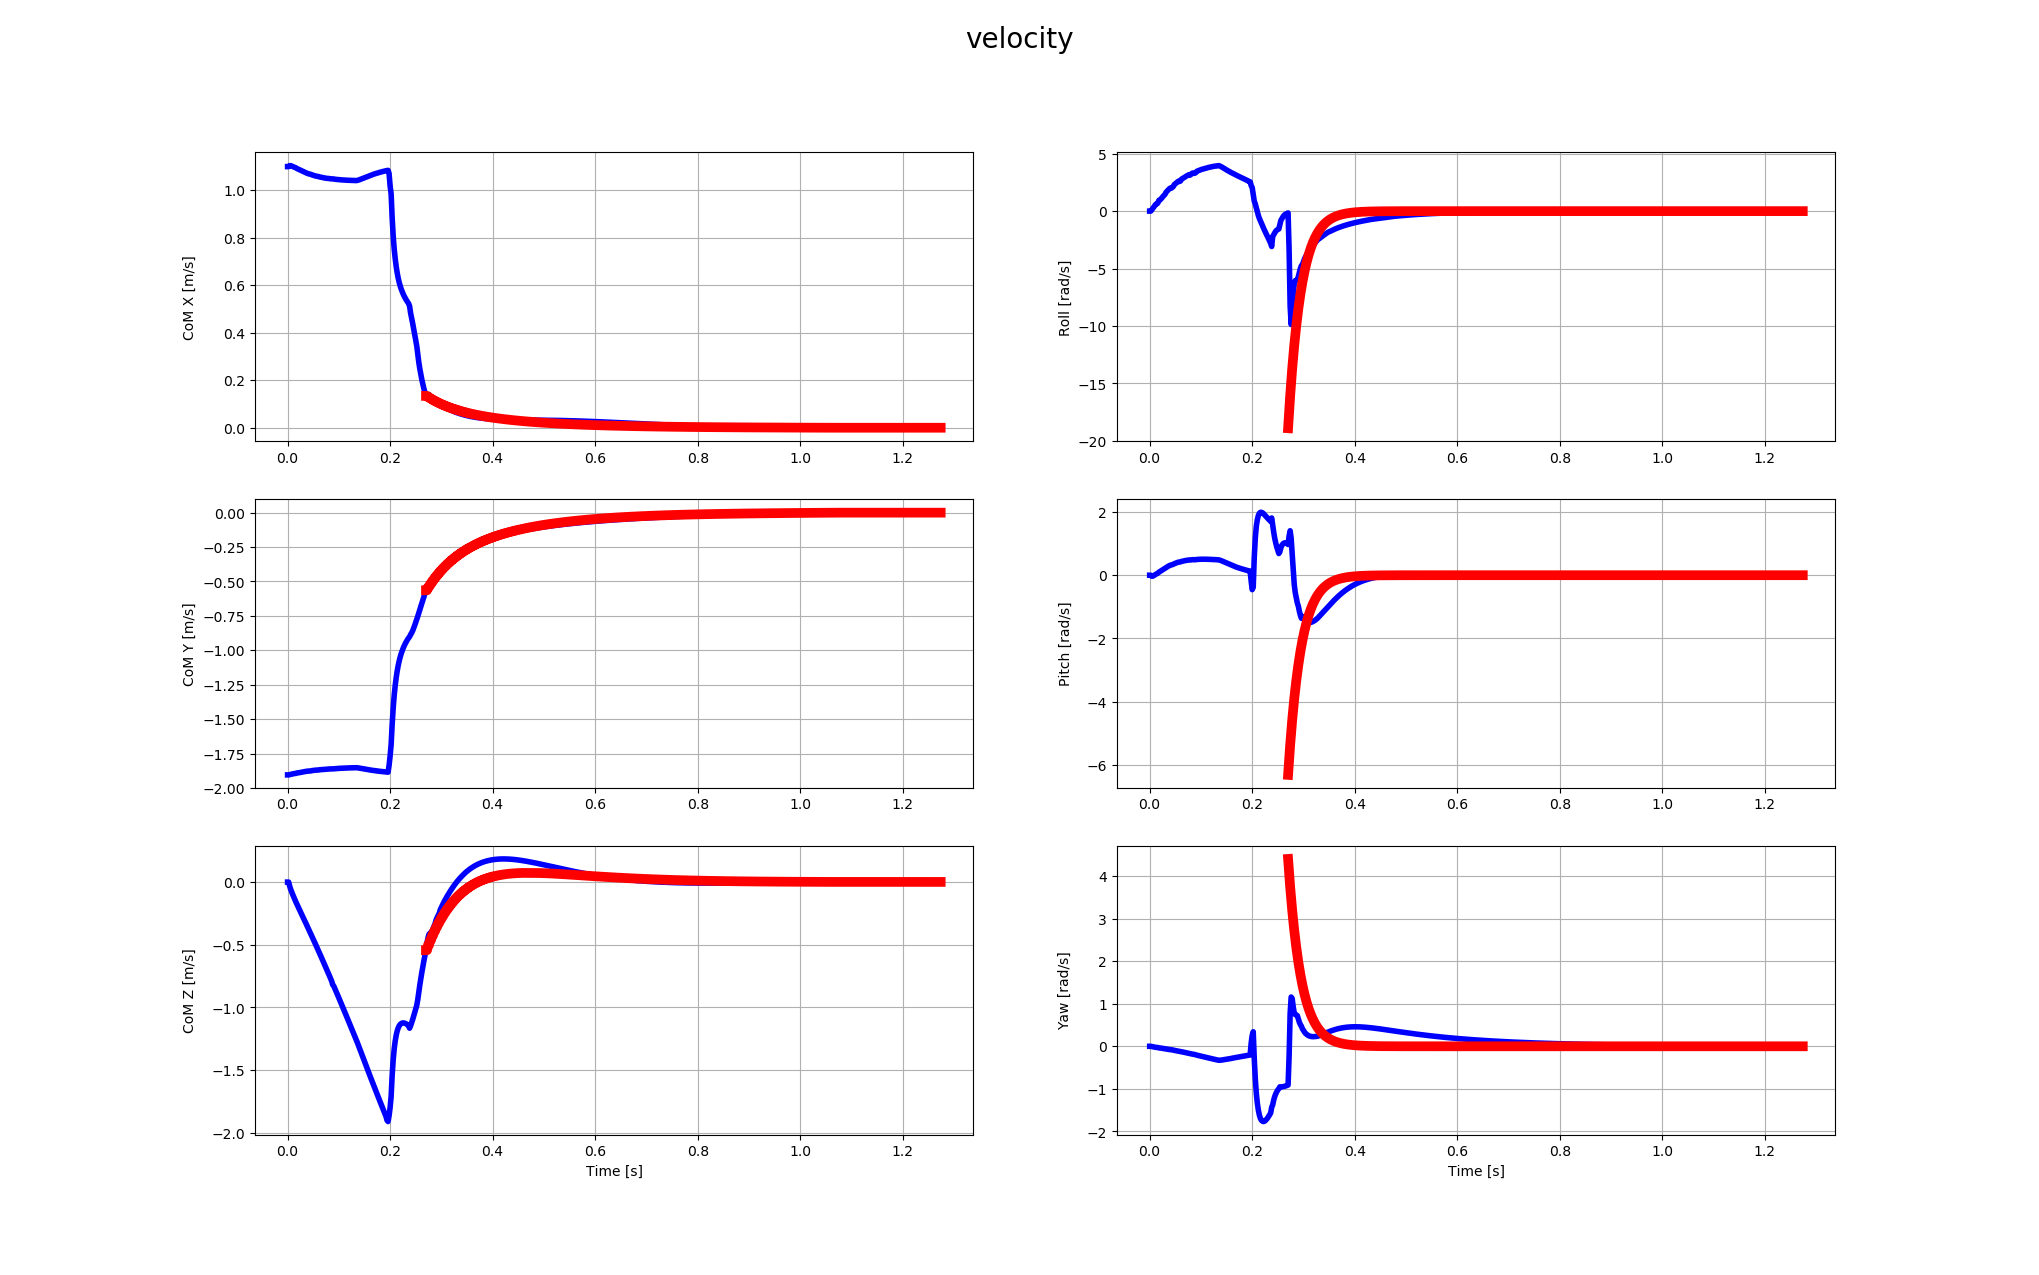 velocity
CoM X [m/s]
1.0
0.8
0.6
0.4
0.2
0.0
0.0 0.2 0.4 0.6 0.8 1.0 1.2
Roll [rad/s]
5
0
−5
−10
−15
−20
0.0 0.2 0.4 0.6 0.8 1.0 1.2
CoM Y [m/s]
0.00
−0.25
−0.50
−0.75
−1.00
−1.25
−1.50
−1.75
−2.00
0.0 0.2 0.4 0.6 0.8 1.0 1.2
Pitch [rad/s]
2
0
−2
−4
−6
0.0 0.2 0.4 0.6 0.8 1.0 1.2
CoM Z [m/s]
0.0
−0.5
−1.0
−1.5
−2.0
0.0 0.2 0.4 0.6 0.8 1.0 1.2
Time [s]
Yaw [rad/s]
4
3
2
1
0
−1
−2
0.0 0.2 0.4 0.6 0.8 1.0 1.2
Time [s]